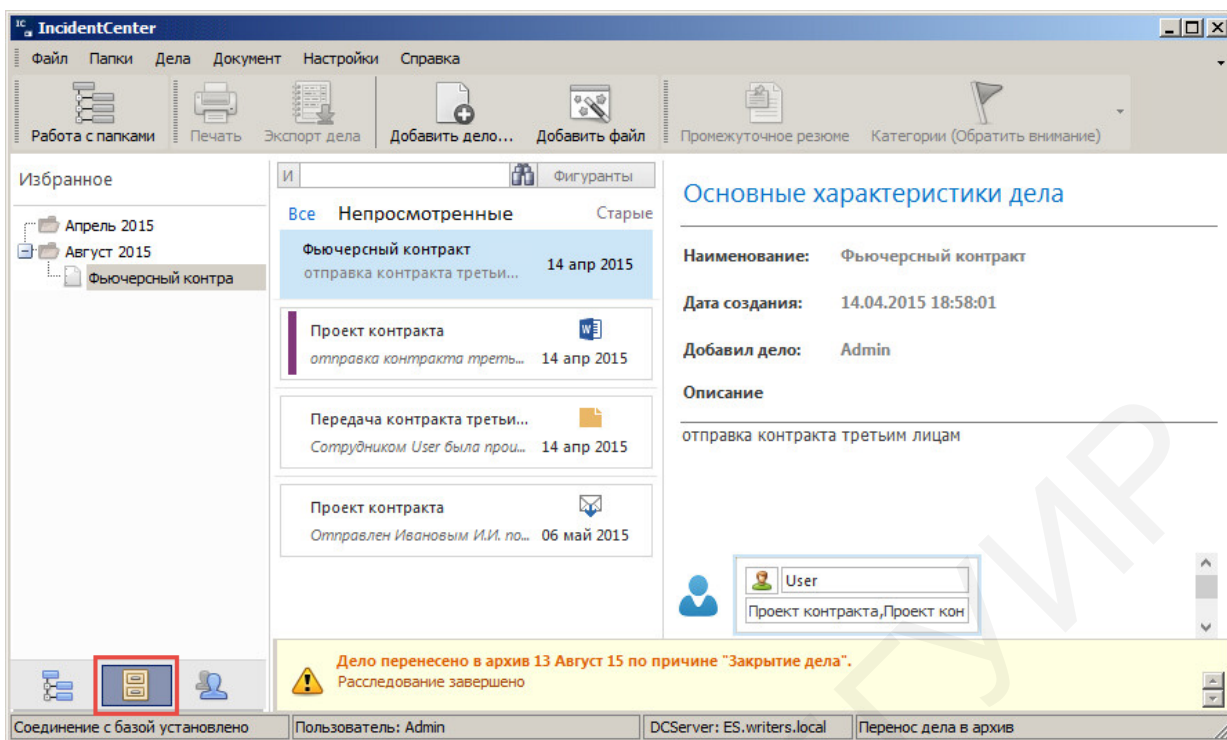 IncidentCenter
Файл Папки Дела Документ Настройки Справка
Работа с папками Печать Экспорт дела Добавить дело... Добавить файл Промежуточное резюме Категории (Обратить внимание)
Избранное
Апрель 2015
Август 2015
Фьючерсный контра
И Фигуранты
Все Непросмотренные Старые
Фьючерсный контракт
отправка контракта третьи... 14 апр 2015
Проект контракта
отправка контракта треть... 14 апр 2015
Передача контракта третьи...
Сотрудником User была прои... 14 апр 2015
Проект контракта
Отправлен Ивановым И.И. по... 06 май 2015
Основные характеристики дела
Наименование: Фьючерсный контракт
Дата создания: 14.04.2015 18:58:01
Добавил дело: Admin
Описание
отправка контракта третьим лицам
User
Проект контракта,Проект кон
Дело перенесено в архив 13 Август 15 по причине "Закрытие дела".
Расследование завершено
Соединение с базой установлено Пользователь: Admin DCServer: ES.writers.local Перенос дела в архив